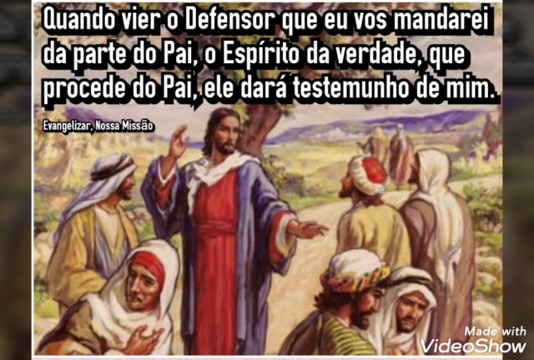 Quando vier o Defensor que eu vos mandarei
da parte do Pai, o Espírito da verdade, que
procede do Pai, ele dará testemunho de mim.
Evangelizar, Nossa Missão
Made with
VideoShow